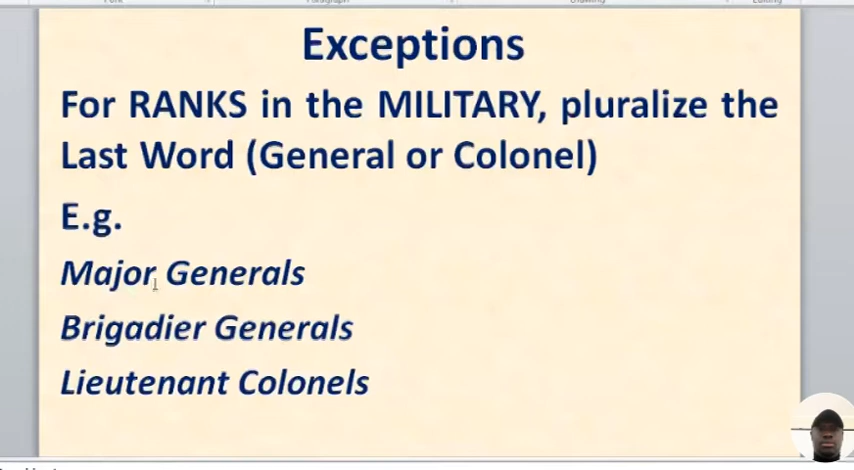 Exceptions
For RANKS in the MILITARY, pluralize the
Last Word (General or Colonel)
E.g.
Major Generals
Brigadier Generals
Lieutenant Colonels